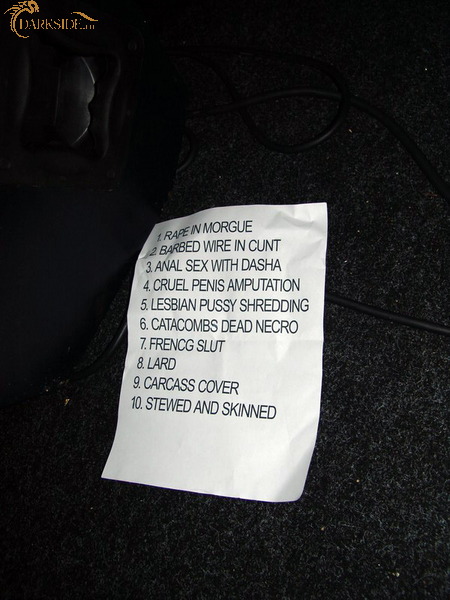 DARKSIDE.ru
1. RAPE IN MORGUE
2. BARBED WIRE IN CUNT
3. ANAL SEX WITH DASHA
4. CRUEL PENIS AMPUTATION
5. LESBIAN PUSSY SHREDDING
6. CATACOMBS DEAD NECRO
7. FRENCG SLUT
8. LARD
9. CARCASS COVER
10. STEWED AND SKINNED